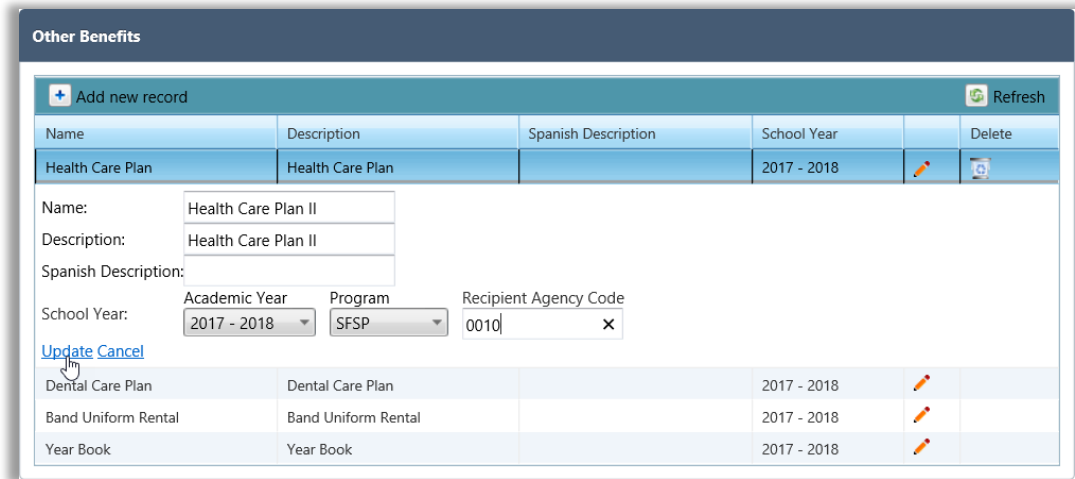 Other Benefits
Add new record Refresh
Name Description Spanish Description School Year Delete
Health Care Plan Health Care Plan 2017 - 2018
Name: Health Care Plan II
Description: Health Care Plan II
Spanish Description:
Academic Year Program Recipient Agency Code
School Year: 2017 - 2018 SFSP 0010
Update Cancel
Dental Care Plan Dental Care Plan 2017 - 2018
Band Uniform Rental Band Uniform Rental 2017 - 2018
Year Book Year Book 2017 - 2018